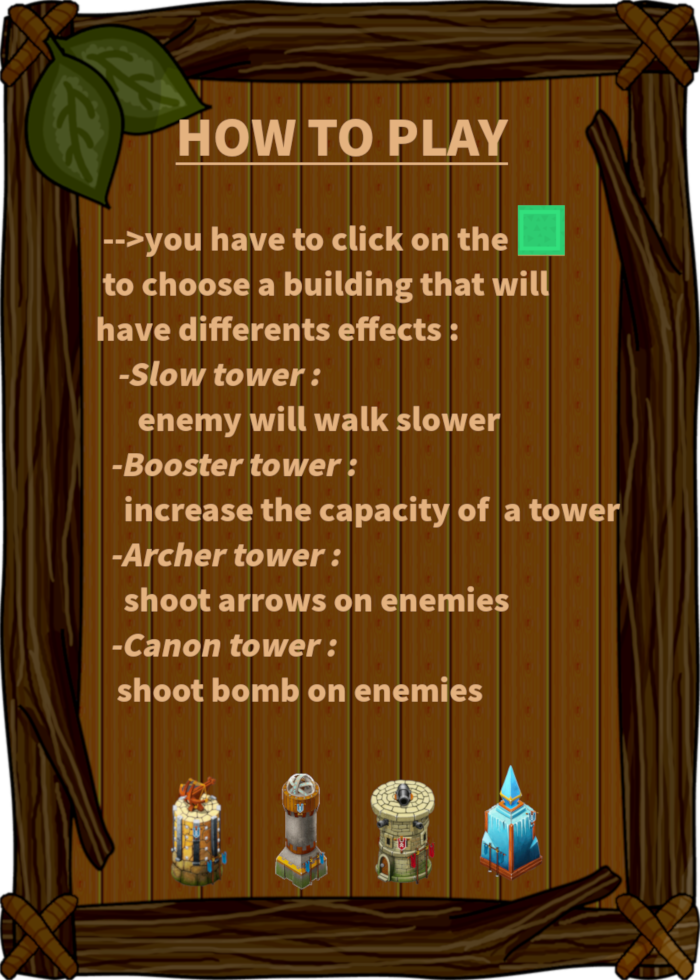 HOW TO PLAY
-->you have to click on the
to choose a building that will
have differents effects :
-Slow tower :
enemy will walk slower
-Booster tower :
increase the capacity of  a tower
-Archer tower :
shoot arrows on enemies
-Canon tower :
shoot bomb on enemies